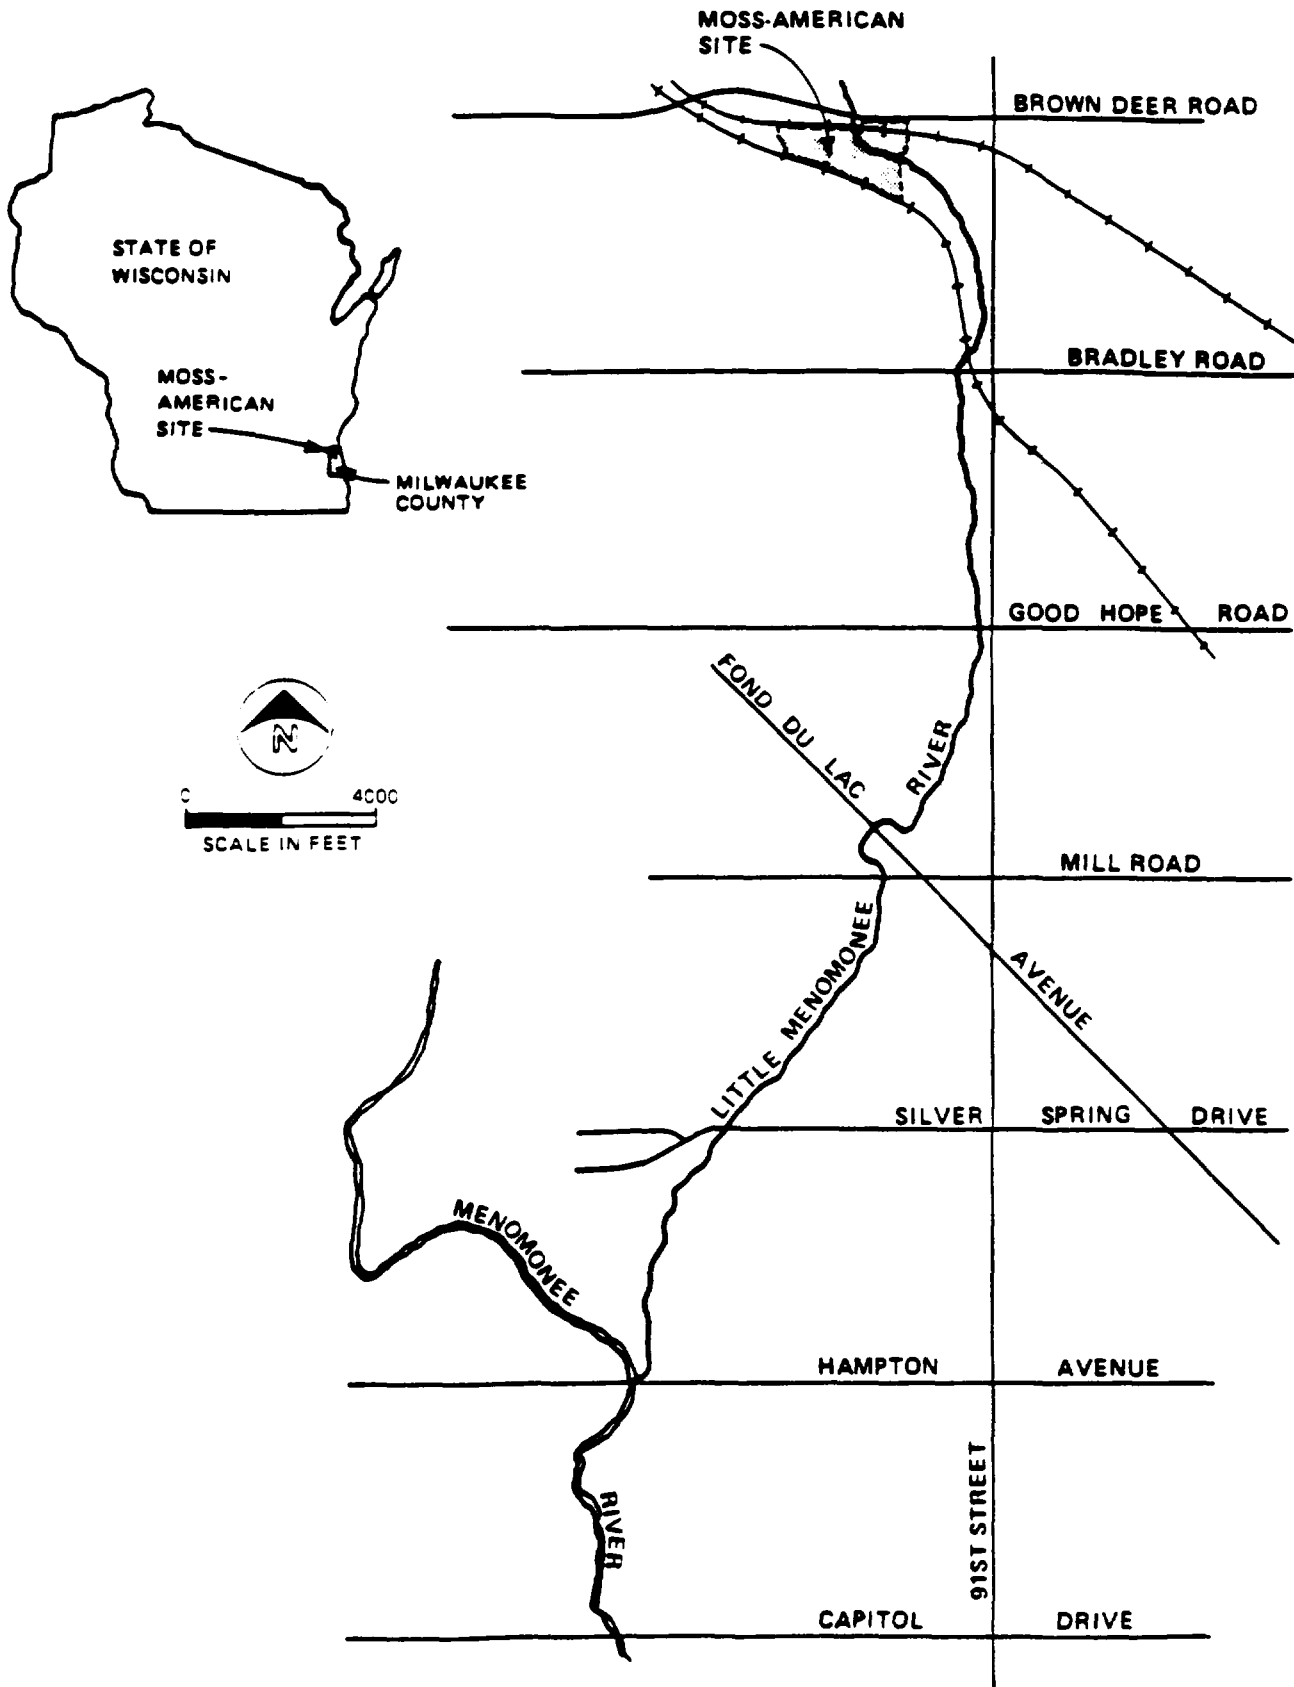 MOSS-AMERICAN
SITE
BROWN DEER ROAD
STATE OF
WISCONSIN
BRADLEY ROAD
MOSS-
AMERICAN
SITE
MILWAUKEE
COUNTY
GOOD HOPE ROAD
FOND DU LAC
RIVER
N
0 4000
SCALE IN FEET
MILL ROAD
LITTLE MENOMONEE
AVENUE
SILVER SPRING DRIVE
MENOMONEE
HAMPTON AVENUE
91ST STREET
RIVER
CAPITOL DRIVE